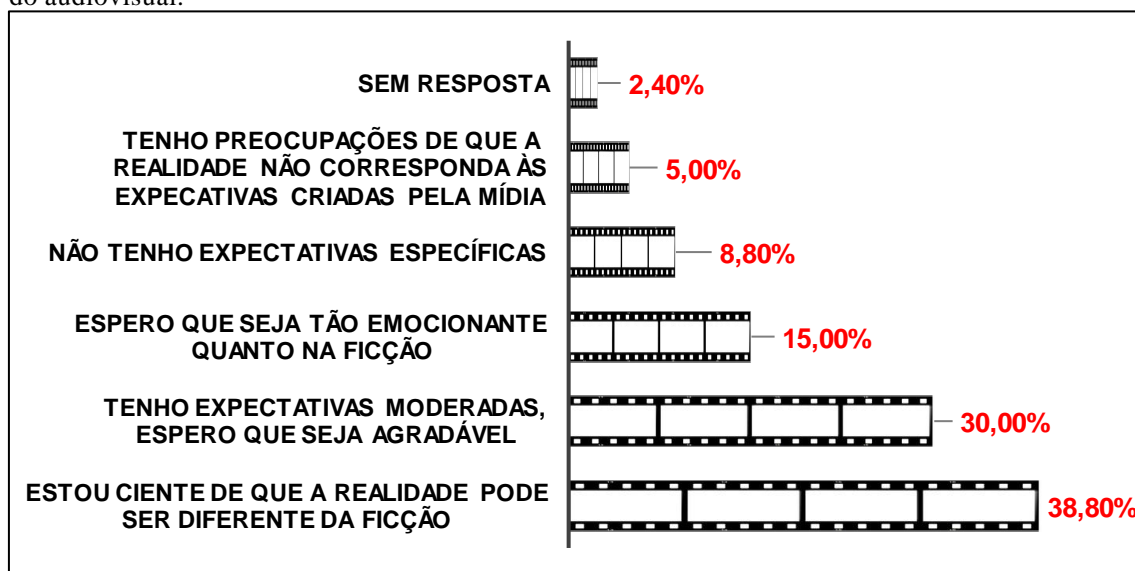 do audiovisual.
SEM RESPOSTA
2,40%
TENHO PREOCUPAÇÕES DE QUE A
REALIDADE NÃO CORRESPONDA ÀS
EXPECATIVAS CRIADAS PELA MÍDIA
5,00%
NÃO TENHO EXPECTATIVAS ESPECÍFICAS
8,80%
ESPERO QUE SEJA TÃO EMOCIONANTE
QUANTO NA FICÇÃO
15,00%
TENHO EXPECTATIVAS MODERADAS,
ESPERO QUE SEJA AGRADÁVEL
30,00%
ESTOU CIENTE DE QUE A REALIDADE PODE
SER DIFERENTE DA FICÇÃO
38,80%